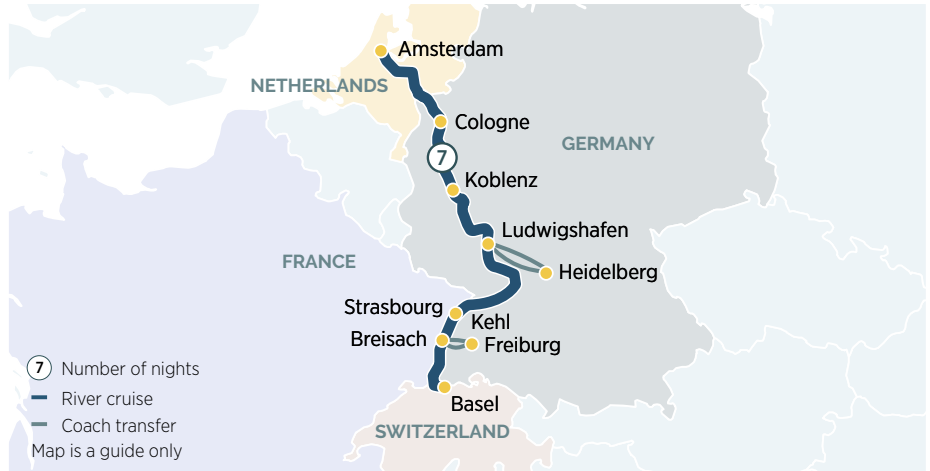 Amsterdam
NETHERLANDS
Cologne
GERMANY
7
Koblenz
Ludwigshafen
FRANCE
Heidelberg
Strasbourg
Kehl
Breisach
Freiburg
7 Number of nights
River cruise
Basel
Coach transfer
SWITZERLAND
Map is a guide only